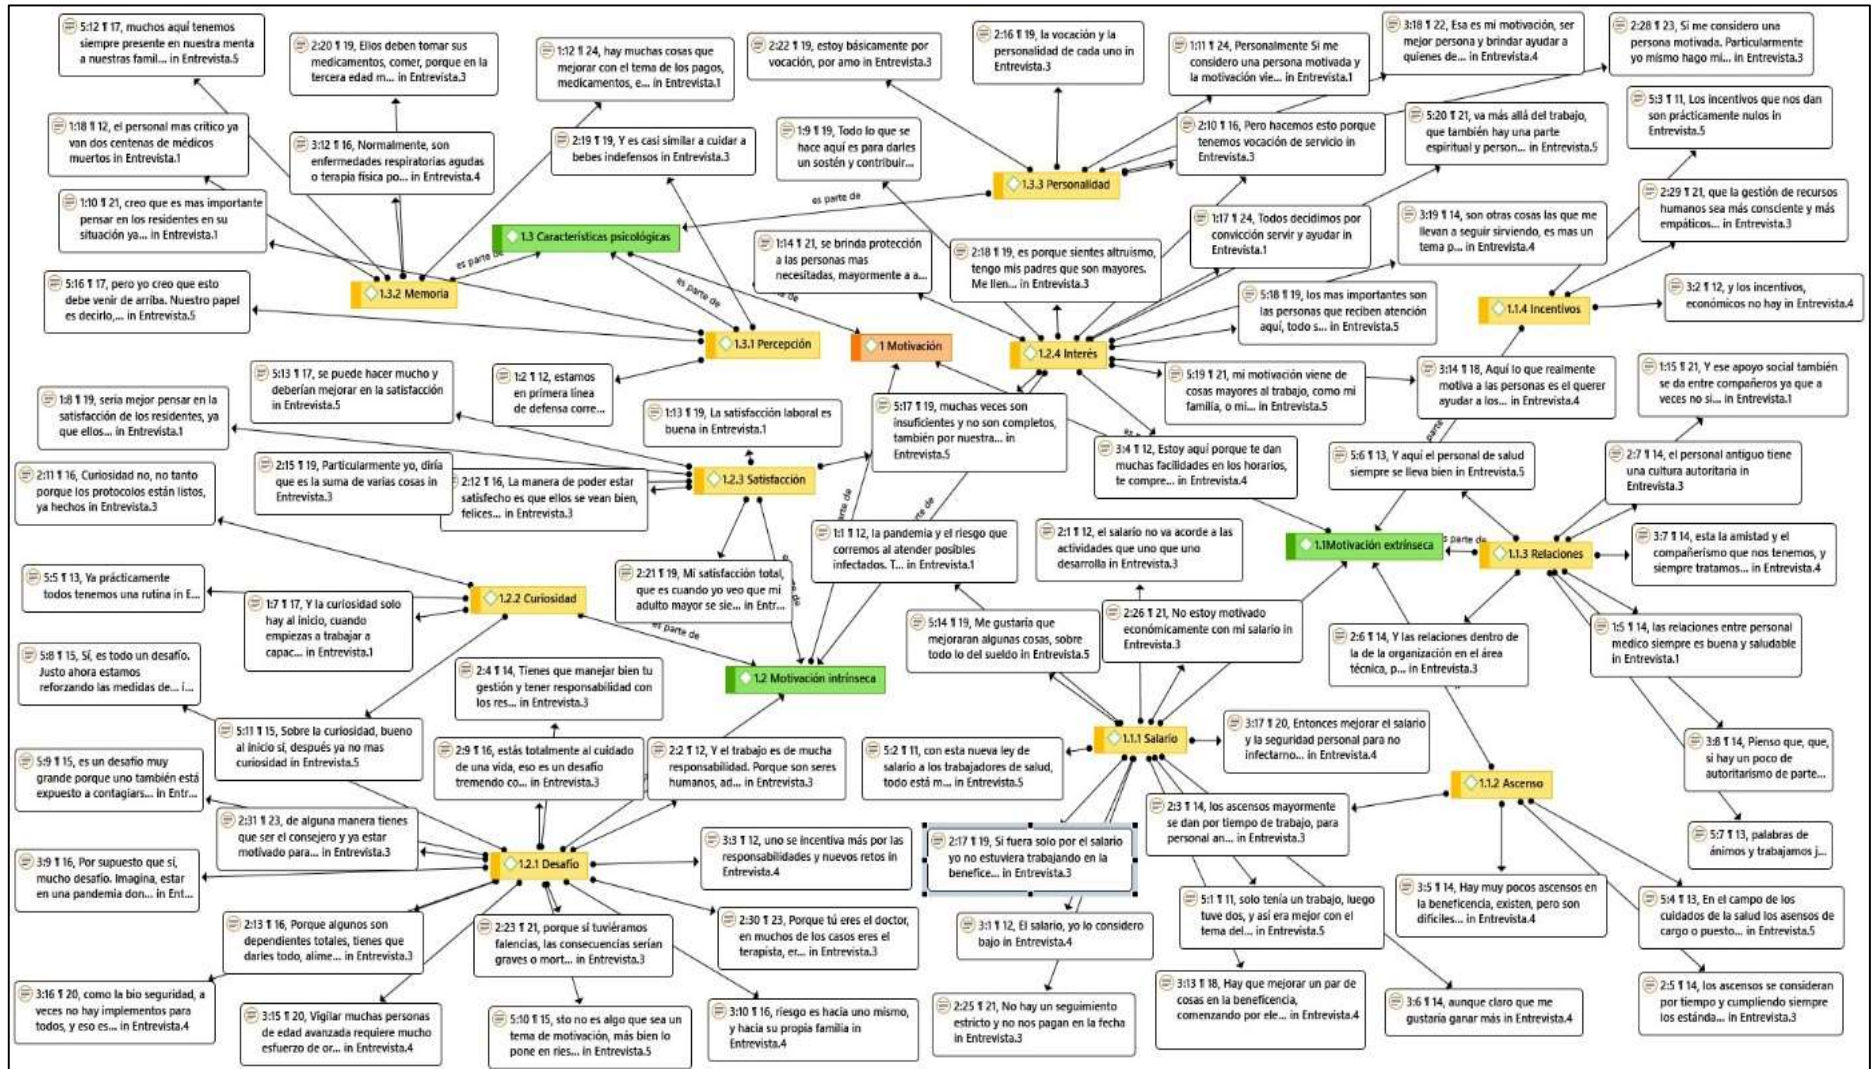 5:12 ¶ 17, muchos aquí tenemos
siempre presente en nuestra menta
a nuestras famil... in Entrevista.5
2:20 ¶ 19, Ellos deben tomar sus
medicamentos, comer, porque en la
tercera edad m... in Entrevista.3
1:12 ¶ 24, hay muchas cosas que
mejorar con el tema de los pagos,
medicamentos, e... in Entrevista.1
2:22 ¶ 19, estoy básicamente por
vocación, por amo in Entrevista.3
2:16 ¶ 19, la vocación y la
personalidad de cada uno in
Entrevista.3
1:11 ¶ 24, Personalmente Si me
considero una persona motivada y
la motivación vie... in Entrevista.1
3:18 ¶ 22, Esa es mi motivación, ser
mejor persona y brindar ayudar a
quienes de... in Entrevista.4
2:28 ¶ 23, Si me considero una
persona motivada. Particularmente
yo mismo hago mi... in Entrevista.3
1:18 ¶ 12, el personal mas critico ya
van dos centenas de médicos
muertos in Entrevista.1
3:12 ¶ 16, Normalmente, son
enfermedades respiratorias agudas
o terapia física po... in Entrevista.4
2:19 ¶ 19, Y es casi similar a cuidar a
bebes indefensos in Entrevista.3
1:9 ¶ 19, Todo lo que se
hace aquí es para darles
un sostén y contribuir...
2:10 ¶ 16, Pero hacemos esto porque
tenemos vocación de servicio in
Entrevista.3
5:20 ¶ 21, va más allá del trabajo,
que también hay una parte
espiritual y person... in Entrevista.5
5:3 ¶ 11, Los incentivos que nos dan
son prácticamente nulos in
Entrevista.5
1.3.3 Personalidad
es parte de
1:10 ¶ 21, creo que es mas importante
pensar en los residentes en su
situación ya... in Entrevista.1
1.3 Características psicológicas
es parte de
es parte de
1:14 ¶ 21, se brinda protección
a las personas mas
necesitadas, mayormente a a...
2:18 ¶ 19, es porque sientes altruismo,
tengo mis padres que son mayores.
Me llen... in Entrevista.3
1:17 ¶ 24, Todos decidimos por
convicción servir y ayudar in
Entrevista.1
3:19 ¶ 14, son otras cosas las que me
llevan a seguir sirviendo, es mas un
tema p... in Entrevista.4
2:29 ¶ 21, que la gestión de recursos
humanos sea más consciente y más
empáticos... in Entrevista.3
5:16 ¶ 17, pero yo creo que esto
debe venir de arriba. Nuestro papel
es decirlo,... in Entrevista.5
1.3.2 Memoria
5:18 ¶ 19, los mas importantes son
las personas que reciben atención
aquí, todo s... in Entrevista.5
1.1.4 Incentivos
3:2 ¶ 12, y los incentivos,
económicos no hay in Entrevista.4
1.3.1 Percepción
1 Motivación
1.2.4 Interés
1:2 ¶ 12, estamos
en primera línea
de defensa corre...
5:13 ¶ 17, se puede hacer mucho y
deberían mejorar en la satisfacción
in Entrevista.5
1:8 ¶ 19, seria mejor pensar en la
satisfacción de los residentes, ya
que ellos... in Entrevista.1
1:13 ¶ 19, La satisfacción laboral es
buena in Entrevista.1
5:17 ¶ 19, muchas veces son
insuficientes y no son completos,
también por nuestra... in
Entrevista.5
5:19 ¶ 21, mi motivación viene de
cosas mayores al trabajo, como mi
familia, o mi... in Entrevista.5
3:14 ¶ 18, Aquí lo que realmente
motiva a las personas es el querer
ayudar a los... in Entrevista.4
1:15 ¶ 21, Y ese apoyo social también
se da entre compañeros ya que a
veces no si... in Entrevista.1
2:11 ¶ 16, Curiosidad no, no tanto
porque los protocolos están listos,
ya hechos in Entrevista.3
2:15 ¶ 19, Particularmente yo, diría
que es la suma de varias cosas in
Entrevista.3
2:12 ¶ 16, La manera de poder estar
satisfecho es que ellos se vean bien,
felices... in Entrevista.3
1.2.3 Satisfacción
3:4 ¶ 12, Estoy aquí porque te dan
muchas facilidades en los horarios,
te compre... in Entrevista.4
parte
5:6 ¶ 13, Y aquí el personal de salud
siempre se lleva bien in Entrevista.5
2:7 ¶ 14, el personal antiguo tiene
una cultura autoritaria in
Entrevista.3
1:1 ¶ 12, la pandemia y el riesgo que
corremos al atender posibles
infectados. T... in Entrevista.1
2:1 ¶ 12, el salario no va acorde a las
actividades que uno que uno
desarrolla in Entrevista.3
1.1Motivación extrínseca
es parte de
1.1.3 Relaciones
3:7 ¶ 14, esta la amistad y el
compañerismo que nos tenemos, y
siempre tratamos... in Entrevista.4
5:5 ¶ 13, Ya prácticamente
todos tenemos una rutina in E...
1:7 ¶ 17, Y la curiosidad solo
hay al inicio, cuando
empiezas a trabajar a
capac... in Entrevista.1
1.2.2 Curiosidad
es parte de
2:21 ¶ 19, Mi satisfacción total,
que es cuando yo veo que mi
adulto mayor se sie... in Entr...
5:14 ¶ 19, Me gustaría que
mejoraran algunas cosas, sobre
todo lo del sueldo in Entrevista.5
2:26 ¶ 21, No estoy motivado
económicamente con mi salario in
Entrevista.3
2:6 ¶ 14, Y las relaciones dentro de
la de la organización en el área
técnica, p... in Entrevista.3
1:5 ¶ 14, las relaciones entre personal
medico siempre es buena y saludable
in Entrevista.1
5:8 ¶ 15, Sí, es todo un desafío.
Justo ahora estamos
reforzando las medidas de... i...
2:4 ¶ 14, Tienes que manejar bien tu
gestión y tener responsabilidad con
los res... in Entrevista.3
1.2 Motivación intrínseca
5:11 ¶ 15, Sobre la curiosidad, bueno
al inicio sí, después ya no mas
curiosidad in Entrevista.5
2:9 ¶ 16, estás totalmente al cuidado
de una vida, eso es un desafío
tremendo co... in Entrevista.3
2:2 ¶ 12, Y el trabajo es de mucha
responsabilidad. Porque son seres
humanos, ad... in Entrevista.3
5:2 ¶ 11, con esta nueva ley de
salario a los trabajadores de salud,
todo está m... in Entrevista.5
1.1.1 Salario
3:17 ¶ 20, Entonces mejorar el salario
y la seguridad personal para no
infectarno... in Entrevista.4
3:8 ¶ 14, Pienso que, que,
si hay un poco de
autoritarismo de parte...
5:9 ¶ 15, es un desafío muy
grande porque uno también está
expuesto a contagiars... in Entr...
1.1.2 Ascenso
2:31 ¶ 23, de alguna manera tienes
que ser el consejero y ya estar
motivado para... in Entrevista.3
2:3 ¶ 14, los ascensos mayormente
se dan por tiempo de trabajo, para
personal an... in Entrevista.3
5:7 ¶ 13, palabras de
ánimos y trabajamos j...
3:9 ¶ 16, Por supuesto que sí,
mucho desafío. Imagina, estar
en una pandemia don... in Ent...
1.2.1 Desafío
3:3 ¶ 12, uno se incentiva más por las
responsabilidades y nuevos retos in
Entrevista.4
2:17 ¶ 19, Si fuera solo por el salario
yo no estuviera trabajando en la
benefice... in Entrevista.3
3:5 ¶ 14, Hay muy pocos ascensos en
la beneficencia, existen, pero son
difíciles... in Entrevista.4
5:4 ¶ 13, En el campo de los
cuidados de la salud los asensos de
cargo o puesto... in Entrevista.5
2:13 ¶ 16, Porque algunos son
dependientes totales, tienes que
darles todo, alime... in Entrevista.3
2:23 ¶ 21, porque si tuviéramos
falencias, las consecuencias serían
graves o mort... in Entrevista.3
2:30 ¶ 23, Porque tú eres el doctor,
en muchos de los casos eres el
terapista, er... in Entrevista.3
3:1 ¶ 12, El salario, yo lo considero
bajo in Entrevista.4
5:1 ¶ 11, solo tenía un trabajo, luego
tuve dos, y así era mejor con el
tema del... in Entrevista.5
3:16 ¶ 20, como la bio seguridad, a
veces no hay implementos para
todos, y eso es... in Entrevista.4
3:15 ¶ 20, Vigilar muchas personas
de edad avanzada requiere mucho
esfuerzo de or... in Entrevista.4
5:10 ¶ 15, sto no es algo que sea un
tema de motivación, más bien lo
pone en ries... in Entrevista.5
3:10 ¶ 16, riesgo es hacia uno mismo,
y hacia su propia familia in
Entrevista.4
2:25 ¶ 21, No hay un seguimiento
estricto y no nos pagan en la fecha
in Entrevista.3
3:13 ¶ 18, Hay que mejorar un par de
cosas en la beneficencia,
comenzando por ele... in Entrevista.4
3:6 ¶ 14, aunque claro que me
gustaría ganar más in Entrevista.4
2:5 ¶ 14, los ascensos se consideran
por tiempo y cumpliendo siempre
los estánda... in Entrevista.3